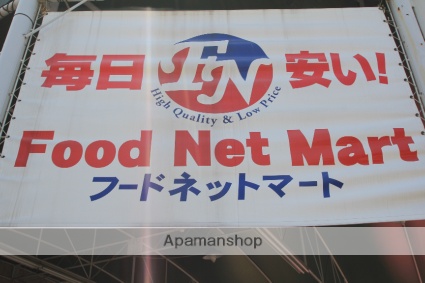 毎日 JFN 安い!
High Quality & Low Price
Food Net Mart
フードネットマート
Apamanshop